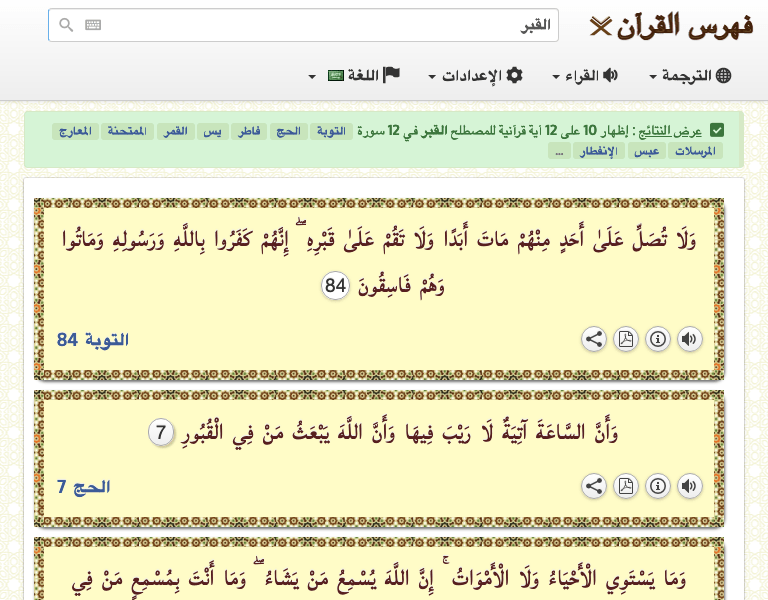 فهرس القرآن
القبر
الترجمة
القراء
الإعدادات
اللغة
عرض النتائج : إظهار 10 على 12 آية قرآنية للمصطلح القبر في 12 سورة التوبة الحج فاطر يس القمر الممتحنة المعارج
المرسلات عبس الإنفطار ...
وَلَا تُصَلِّ عَلَىٰ أَحَدٍ مِنْهُمْ مَاتَ أَبَدًا وَلَا تَقُمْ عَلَىٰ قَبْرِهِ ۖ إِنَّهُمْ كَفَرُوا بِاللَّهِ وَرَسُولِهِ وَمَاتُوا
وَهُمْ فَاسِقُونَ 84
التوبة 84
وَأَنَّ السَّاعَةَ آتِيَةٌ لَا رَيْبَ فِيهَا وَأَنَّ اللَّهَ يَبْعَثُ مَنْ فِي الْقُبُورِ 7
الحج 7
وَمَا يَسْتَوِي الْأَحْيَاءُ وَلَا الْأَمْوَاتُ ۚ إِنَّ اللَّهَ يُسْمِعُ مَنْ يَشَاءُ ۖ وَمَا أَنْتَ بِمُسْمِعٍ مَنْ فِي